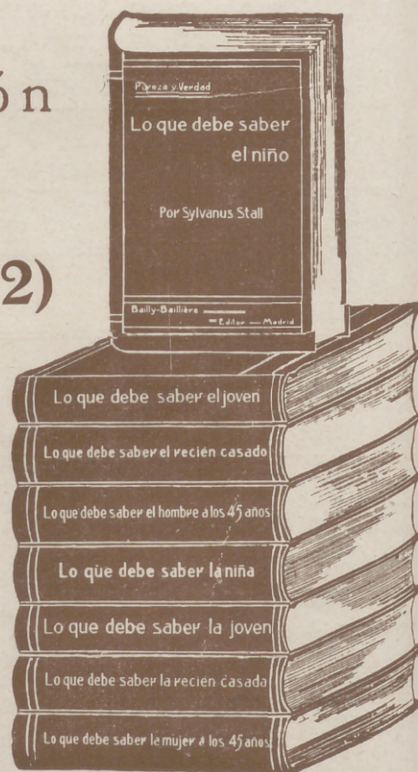 ón
2)
Pureza y Verdad
Lo que debe saber
el niño
Por Sylvanus Stall
Bailly-Bailliere
Editor — Madrid
Lo que debe saber el joven
Lo que debe saber el recién casado
Lo que debe saber el hombre a los 45 años
Lo que debe saber la niña
Lo que debe saber la joven
Lo que debe saber la recién casada
Lo que debe saber la mujer a los 45 años